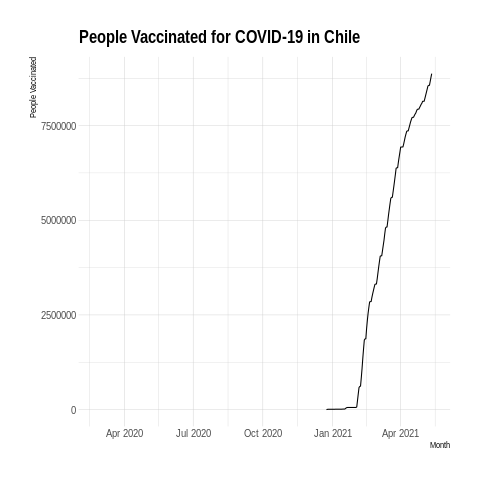 People Vaccinated for COVID-19 in Chile
People Vaccinated
7500000
5000000
2500000
0
Apr 2020 Jul 2020 Oct 2020 Jan 2021 Apr 2021
Month